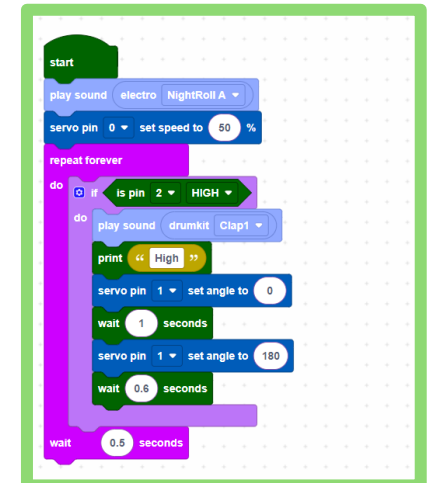 start
play sound electro NightRoll A
servo pin 0 set speed to 50 %
repeat forever
do if is pin 2 HIGH
do play sound drumkit Clap1
print “ High ”
servo pin 1 set angle to 0
wait 1 seconds
servo pin 1 set angle to 180
wait 0.6 seconds
wait 0.5 seconds